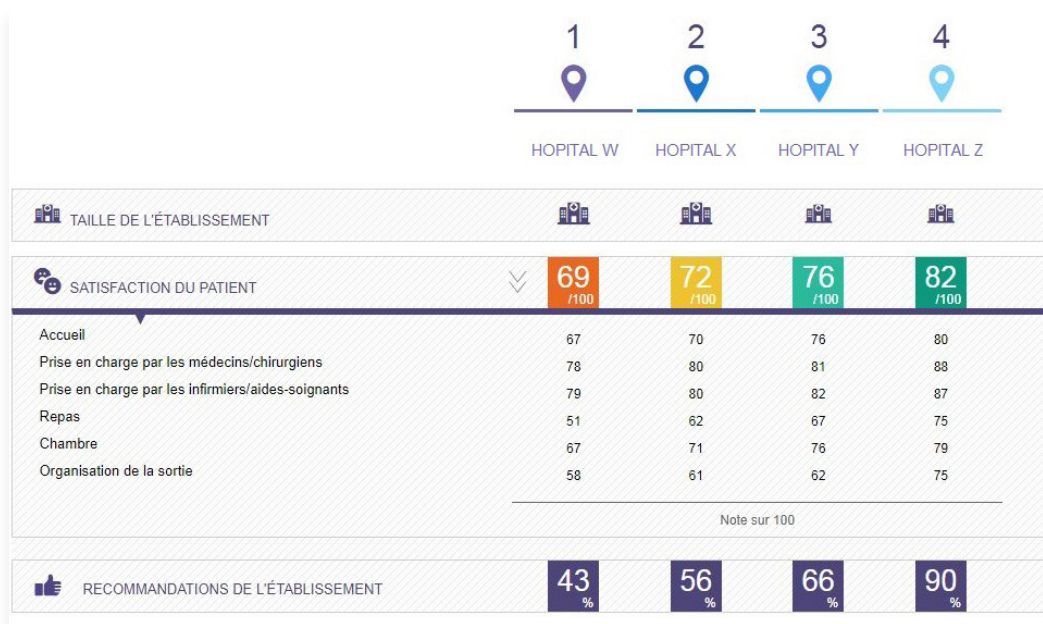 1 2 3 4
HOPITAL W HOPITAL X HOPITAL Y HOPITAL Z
TAILLE DE L'ÉTABLISSEMENT
SATISFACTION DU PATIENT 69 /100 72 /100 76 /100 82 /100
Accueil 67 70 76 80
Prise en charge par les médecins/chirurgiens 78 80 81 88
Prise en charge par les infirmiers/aides-soignants 79 80 82 87
Repas 51 62 67 75
Chambre 67 71 76 79
Organisation de la sortie 58 61 62 75
Note sur 100
RECOMMANDATIONS DE L'ÉTABLISSEMENT 43 % 56 % 66 % 90 %